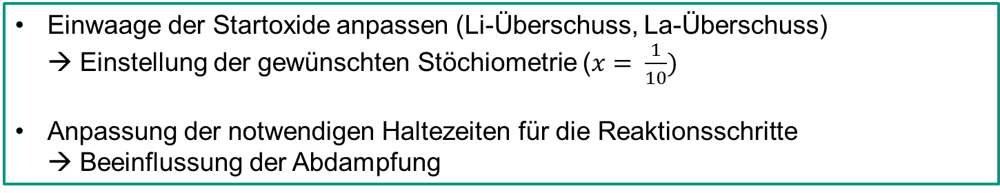 • Einwaage der Startoxide anpassen (Li-Überschuss, La-Überschuss)
→ Einstellung der gewünschten Stöchiometrie (x = 1/10)
• Anpassung der notwendigen Haltezeiten für die Reaktionsschritte
→ Beeinflussung der Abdampfung